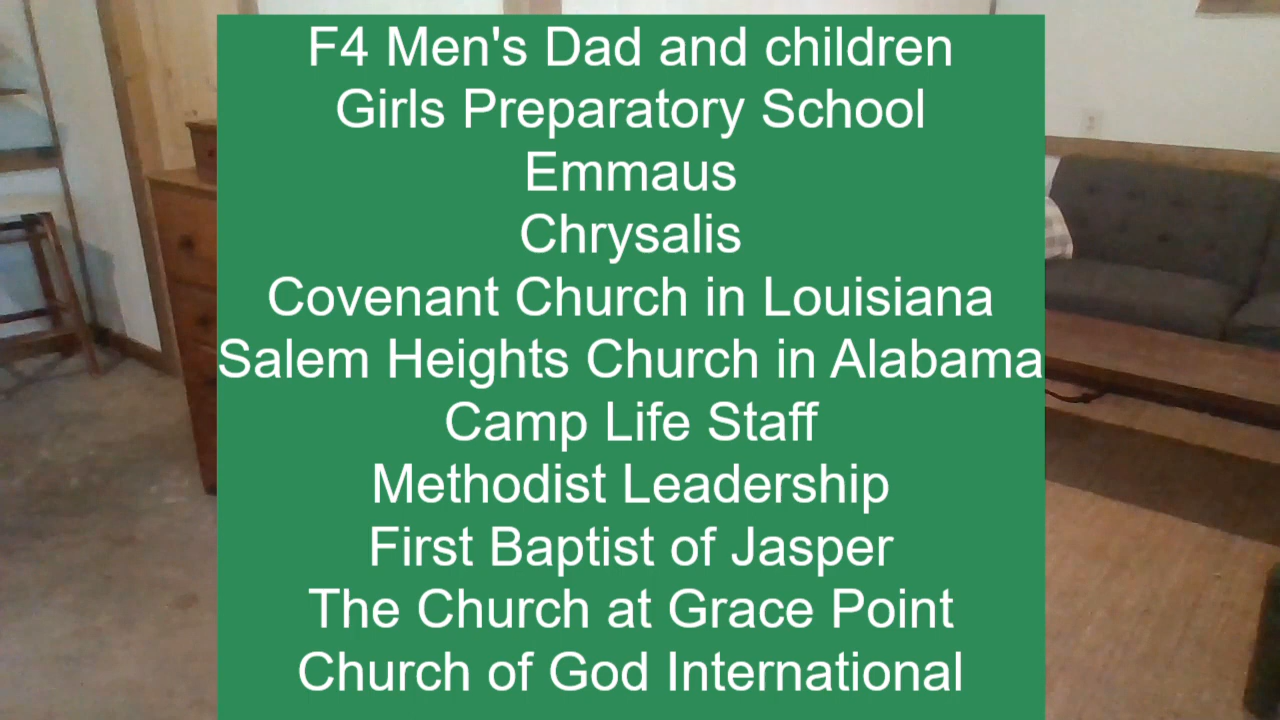 F4 Men's Dad and children
Girls Preparatory School
Emmaus
Chrysalis
Covenant Church in Louisiana
Salem Heights Church in Alabama
Camp Life Staff
Methodist Leadership
First Baptist of Jasper
The Church at Grace Point
Church of God International